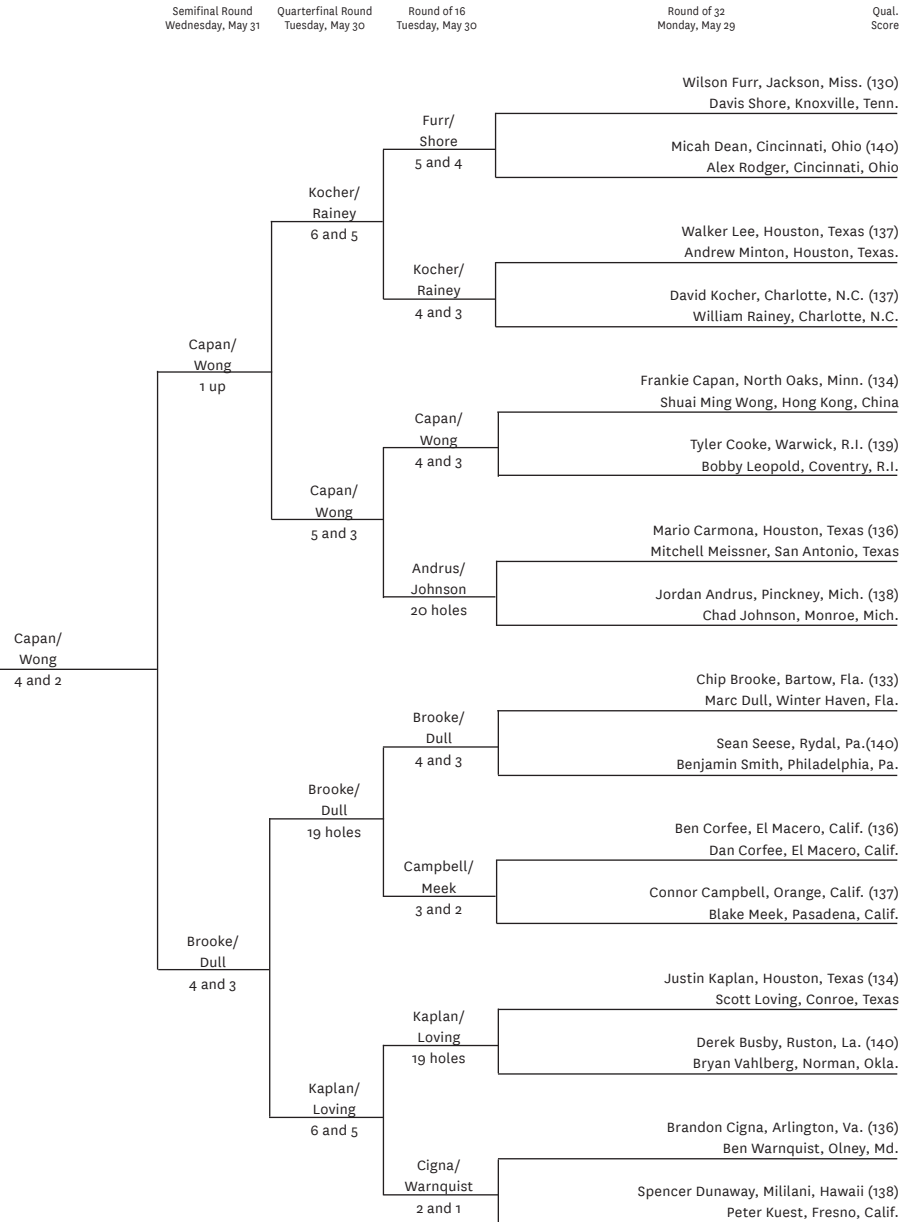 Semifinal Round
Wednesday, May 31
Quarterfinal Round
Tuesday, May 30
Round of 16
Tuesday, May 30
Round of 32
Monday, May 29
Qual.
Score
Wilson Furr, Jackson, Miss. (130)
Davis Shore, Knoxville, Tenn.
Furr/
Shore
5 and 4
Micah Dean, Cincinnati, Ohio (140)
Alex Rodger, Cincinnati, Ohio
Kocher/
Rainey
6 and 5
Walker Lee, Houston, Texas (137)
Andrew Minton, Houston, Texas.
Kocher/
Rainey
4 and 3
David Kocher, Charlotte, N.C. (137)
William Rainey, Charlotte, N.C.
Capan/
Wong
1 up
Frankie Capan, North Oaks, Minn. (134)
Shuai Ming Wong, Hong Kong, China
Capan/
Wong
4 and 3
Tyler Cooke, Warwick, R.I. (139)
Bobby Leopold, Coventry, R.I.
Capan/
Wong
5 and 3
Mario Carmona, Houston, Texas (136)
Mitchell Meissner, San Antonio, Texas
Andrus/
Johnson
20 holes
Jordan Andrus, Pinckney, Mich. (138)
Chad Johnson, Monroe, Mich.
Capan/
Wong
4 and 2
Chip Brooke, Bartow, Fla. (133)
Marc Dull, Winter Haven, Fla.
Brooke/
Dull
4 and 3
Sean Seese, Rydal, Pa.(140)
Benjamin Smith, Philadelphia, Pa.
Brooke/
Dull
19 holes
Ben Corfee, El Macero, Calif. (136)
Dan Corfee, El Macero, Calif.
Campbell/
Meek
3 and 2
Connor Campbell, Orange, Calif. (137)
Blake Meek, Pasadena, Calif.
Brooke/
Dull
4 and 3
Justin Kaplan, Houston, Texas (134)
Scott Loving, Conroe, Texas
Kaplan/
Loving
19 holes
Derek Busby, Ruston, La. (140)
Bryan Vahlberg, Norman, Okla.
Kaplan/
Loving
6 and 5
Brandon Cigna, Arlington, Va. (136)
Ben Warnquist, Olney, Md.
Cigna/
Warnquist
2 and 1
Spencer Dunaway, Mililani, Hawaii (138)
Peter Kuest, Fresno, Calif.